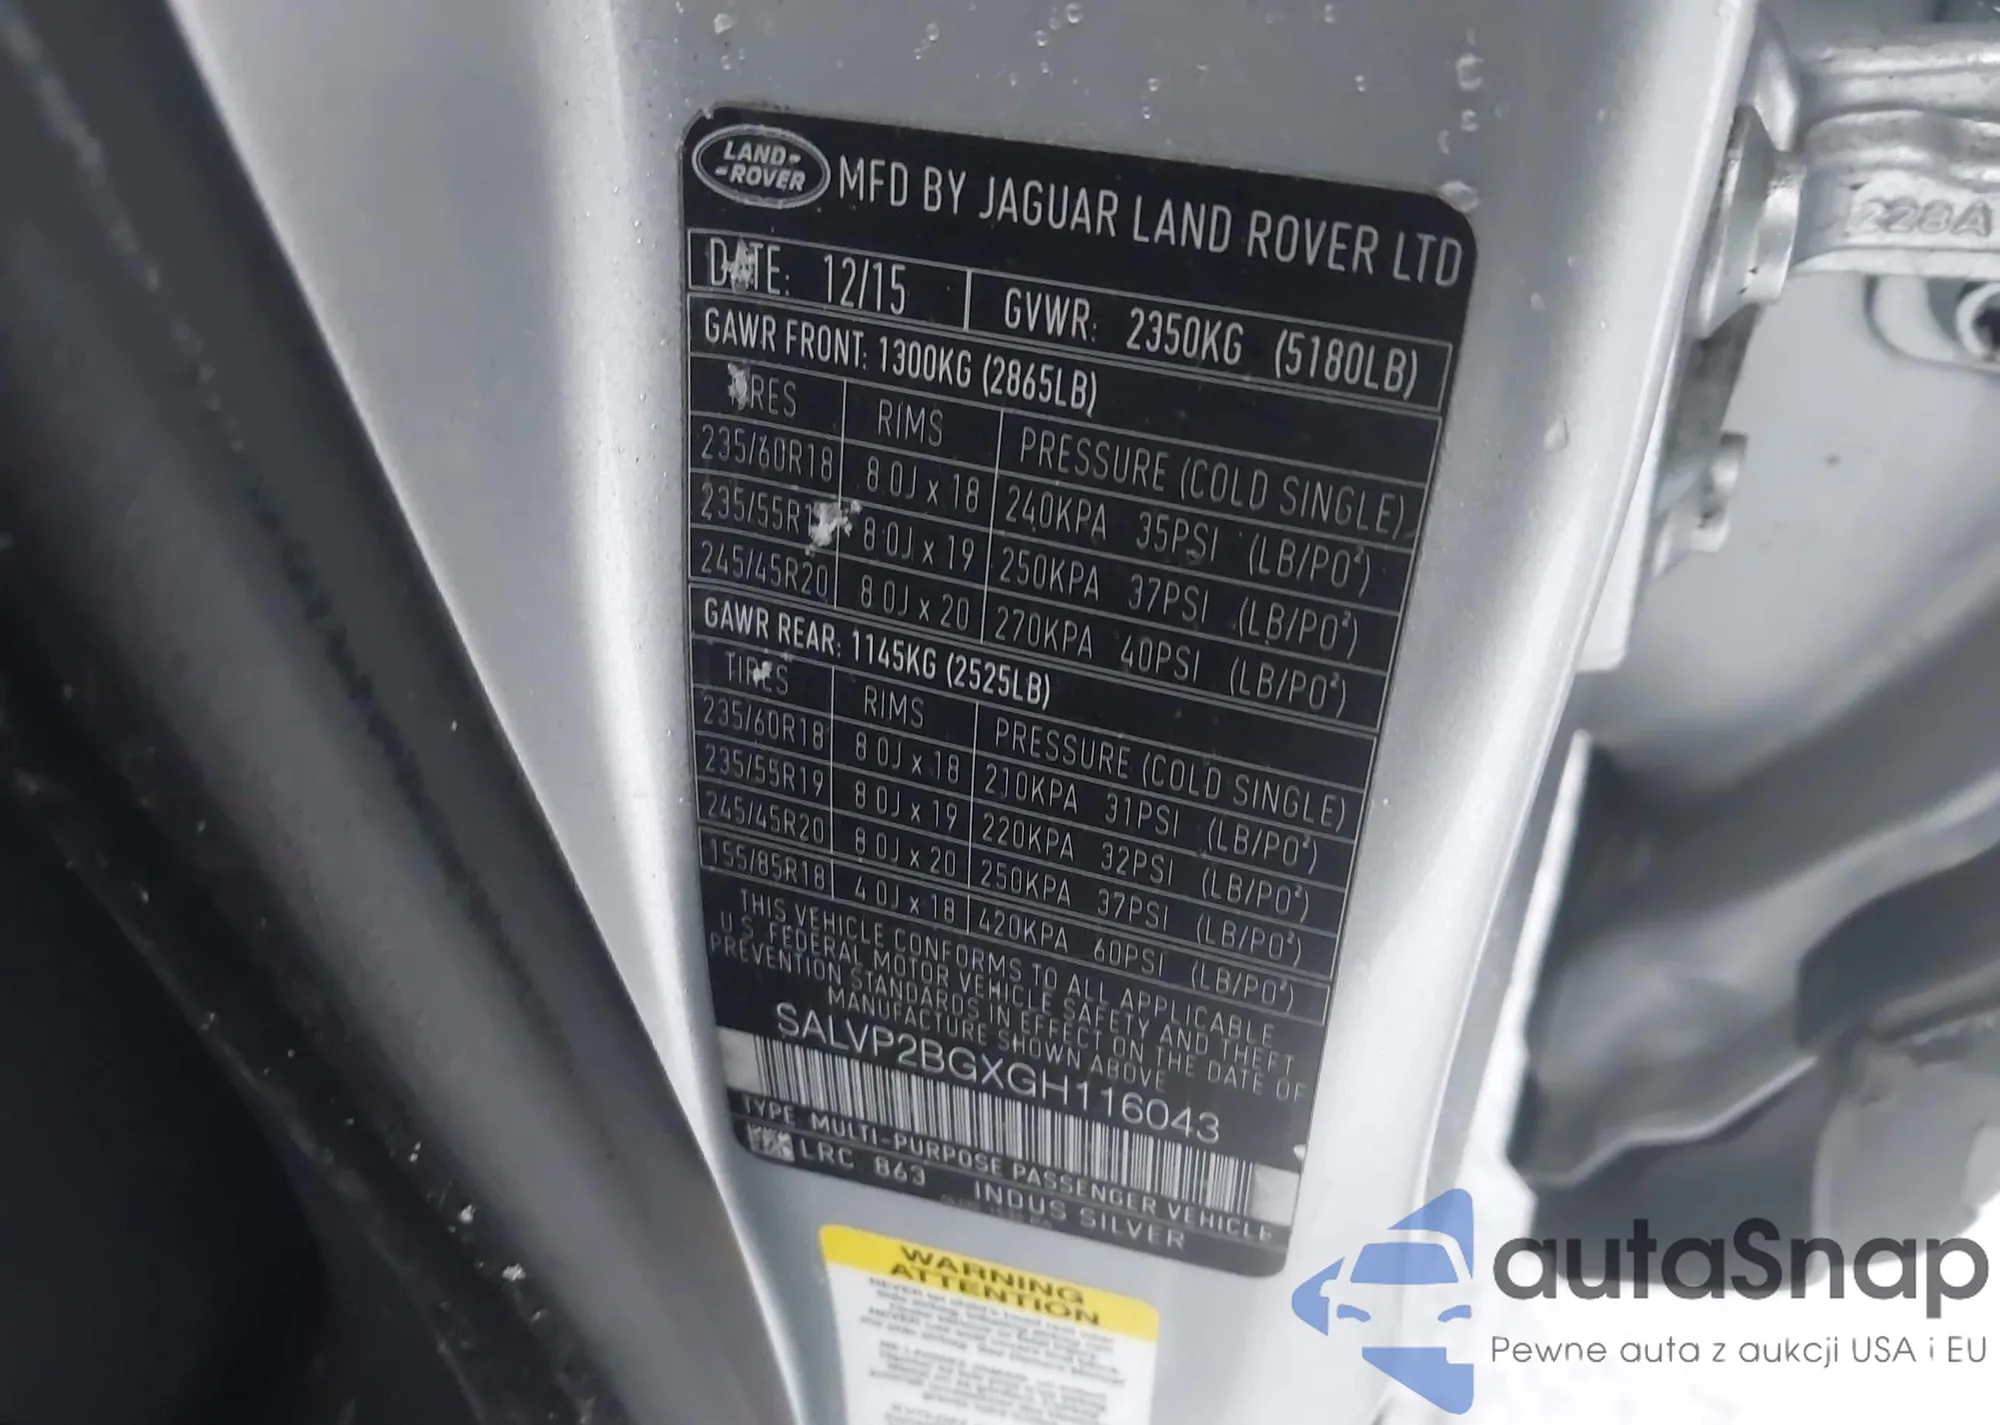 LAND-
-ROVER
MFD BY JAGUAR LAND ROVER LTD
DATE: 12/15 GVWR: 2350KG (5180LB)
GAWR FRONT: 1300KG (2865LB)
TIRES RIMS PRESSURE (COLD SINGLE)
235/60R18 8.0J x 18 240KPA 35PSI (LB/PO²)
235/55R 8.0J x 19 250KPA 37PSI (LB/PO²)
245/45R20 8.0J x 20 270KPA 40PSI (LB/PO²)
GAWR REAR: 1145KG (2525LB)
TIRES RIMS PRESSURE (COLD SINGLE)
235/60R18 8.0J x 18 210KPA 31PSI (LB/PO²)
235/55R19 8.0J x 19 220KPA 32PSI (LB/PO²)
245/45R20 8.0J x 20 250KPA 37PSI (LB/PO²)
155/85R18 4.0J x 18 420KPA 60PSI (LB/PO²)
THIS VEHICLE CONFORMS TO ALL APPLICABLE
U.S. FEDERAL MOTOR VEHICLE SAFETY AND THEFT
PREVENTION STANDARDS IN EFFECT ON THE DATE OF
MANUFACTURE SHOWN ABOVE
SALVP2BGXGH116043
TYPE MULTI-PURPOSE PASSENGER VEHICLE
LRC 863 INDUS SILVER
WARNING
ATTENTION
228A
autaSnap
Pewne auta z aukcji USA i EU